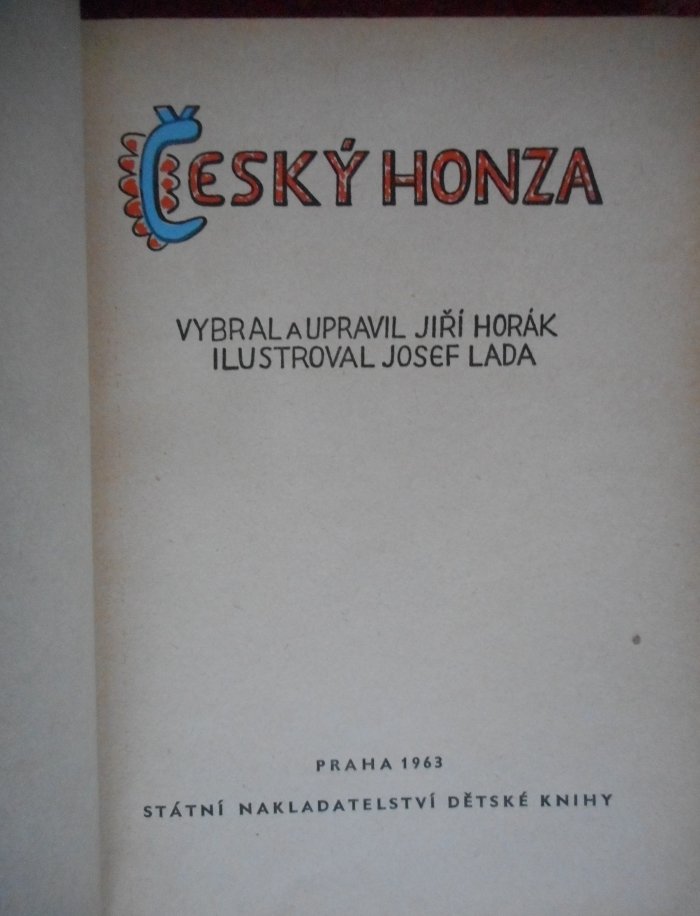 ČESKÝ HONZA
VYBRAL A UPRAVIL JIŘÍ HORÁK
ILUSTROVAL JOSEF LADA
PRAHA 1963
STÁTNÍ NAKLADATELSTVÍ DĚTSKÉ KNIHY